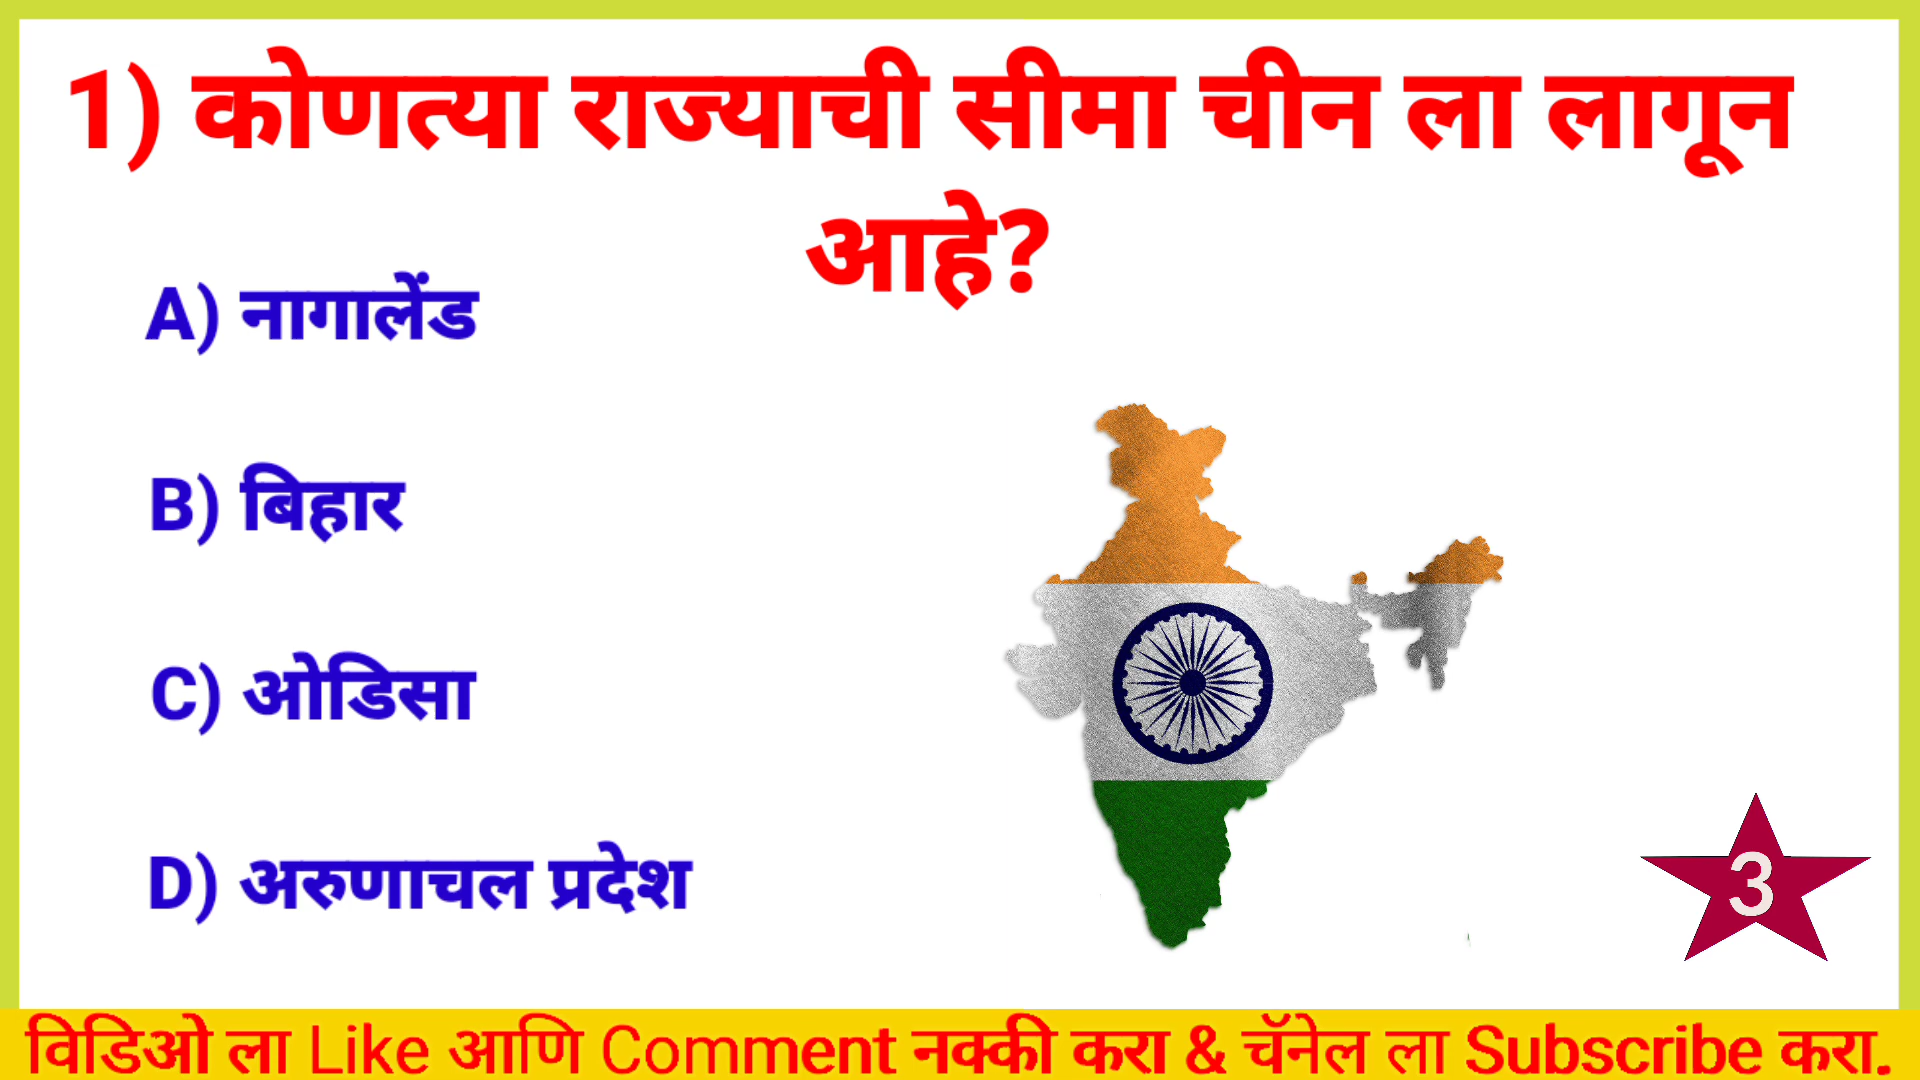 1) कोणत्या राज्याची सीमा चीन ला लागून
आहे?
A) नागालेंड
B) बिहार
C) ओडिसा
D) अरुणाचल प्रदेश
3
विडिओ ला Like आणि Comment नक्की करा & चॅनेल ला Subscribe करा.